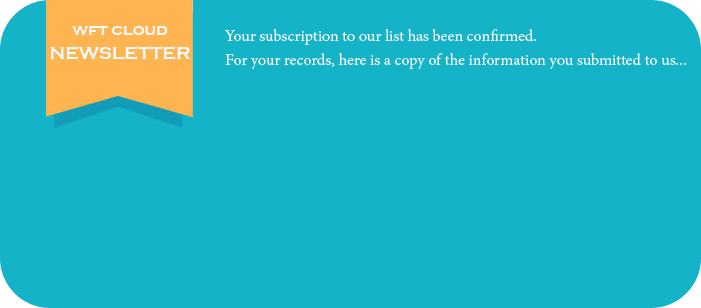 WFT CLOUD
NEWSLETTER
Your subscription to our list has been confirmed.
For your records, here is a copy of the information you submitted to us...